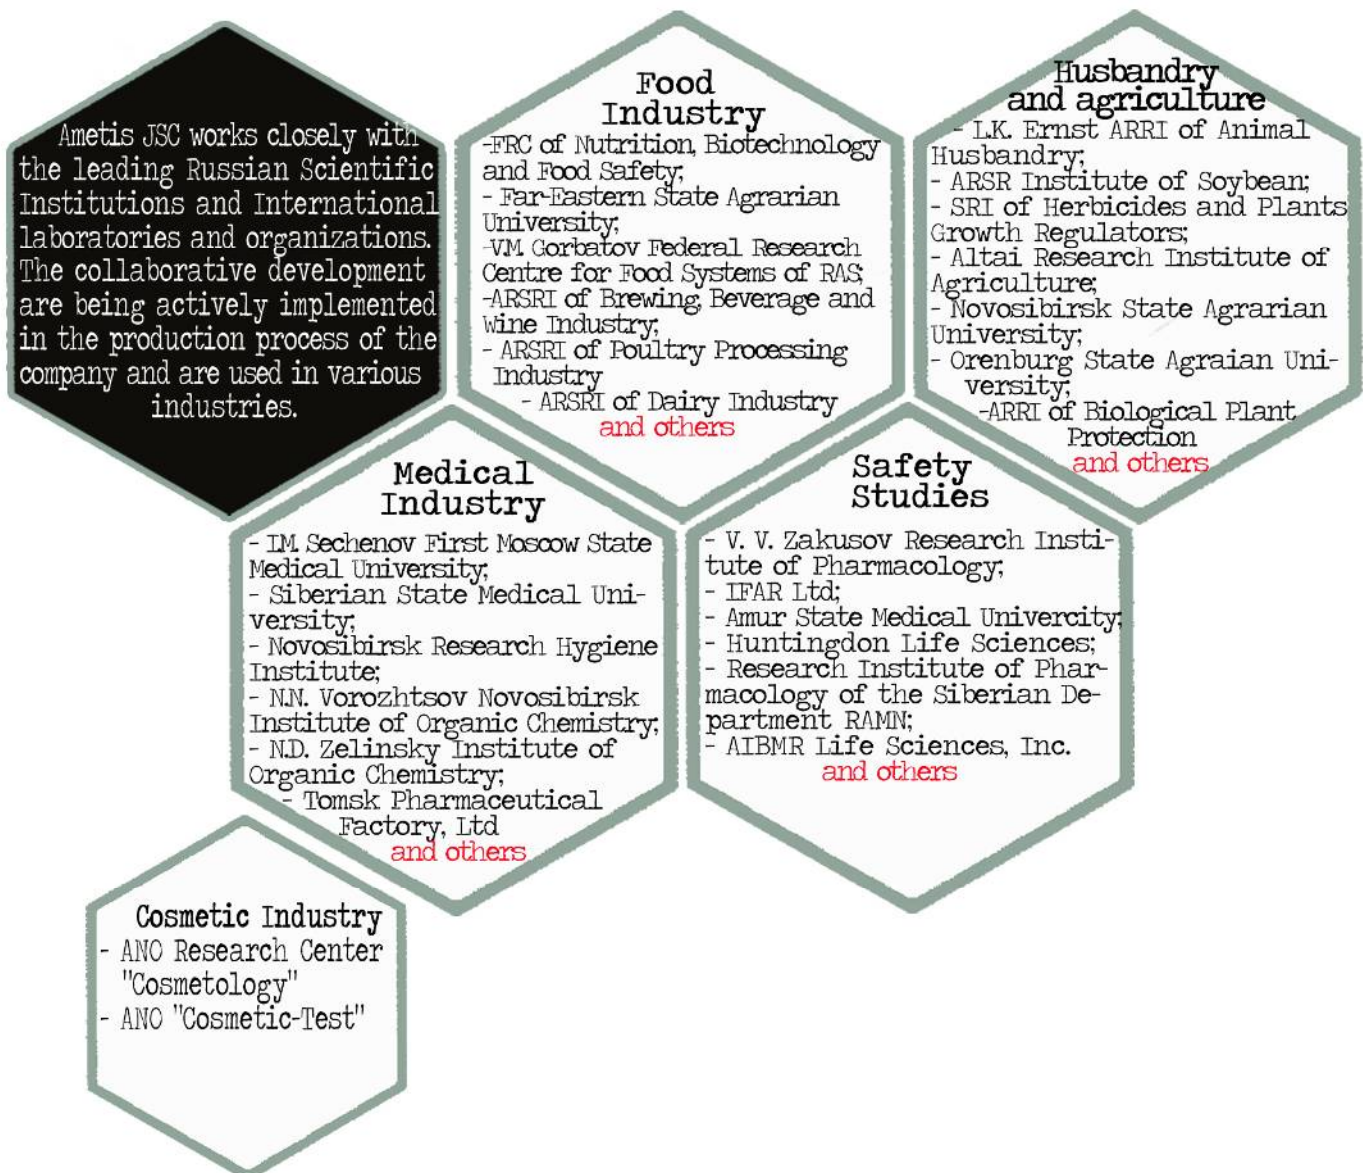 Ametis JSC works closely with
the leading Russian Scientific
Institutions and International
laboratories and organizations.
The collaborative development
are being actively implemented
in the production process of the
company and are used in various
industries.
Food
Industry
-FRC of Nutrition, Biotechnology
and Food Safety;
- Far-Eastern State Agrarian
University;
-V.M. Gorbatov Federal Research
Centre for Food Systems of RAS;
-ARSRI of Brewing, Beverage and
Wine Industry;
- ARSRI of Poultry Processing
Industry
- ARSRI of Dairy Industry
and others
Husbandry
and agriculture
- L.K. Ernst ARRI of Animal
Husbandry;
- ARSR Institute of Soybean;
- SRI of Herbicides and Plants
Growth Regulators;
- Altai Research Institute of
Agriculture;
- Novosibirsk State Agrarian
University;
- Orenburg State Agraian Uni-
versity;
-ARRI of Biological Plant
Protection
and others
Medical
Industry
- I.M. Sechenov First Moscow State
Medical University;
- Siberian State Medical Uni-
versity;
- Novosibirsk Research Hygiene
Institute;
- N.N. Vorozhtsov Novosibirsk
Institute of Organic Chemistry;
- N.D. Zelinsky Institute of
Organic Chemistry;
- Tomsk Pharmaceutical
Factory, Ltd
and others
Safety
Studies
- V. V. Zakusov Research Insti-
tute of Pharmacology;
- IFAR Ltd;
- Amur State Medical Univercity;
- Huntingdon Life Sciences;
- Research Institute of Phar-
macology of the Siberian De-
partment RAMN;
- AIBMR Life Sciences, Inc.
and others
Cosmetic Industry
- ANO Research Center
"Cosmetology"
- ANO "Cosmetic-Test"